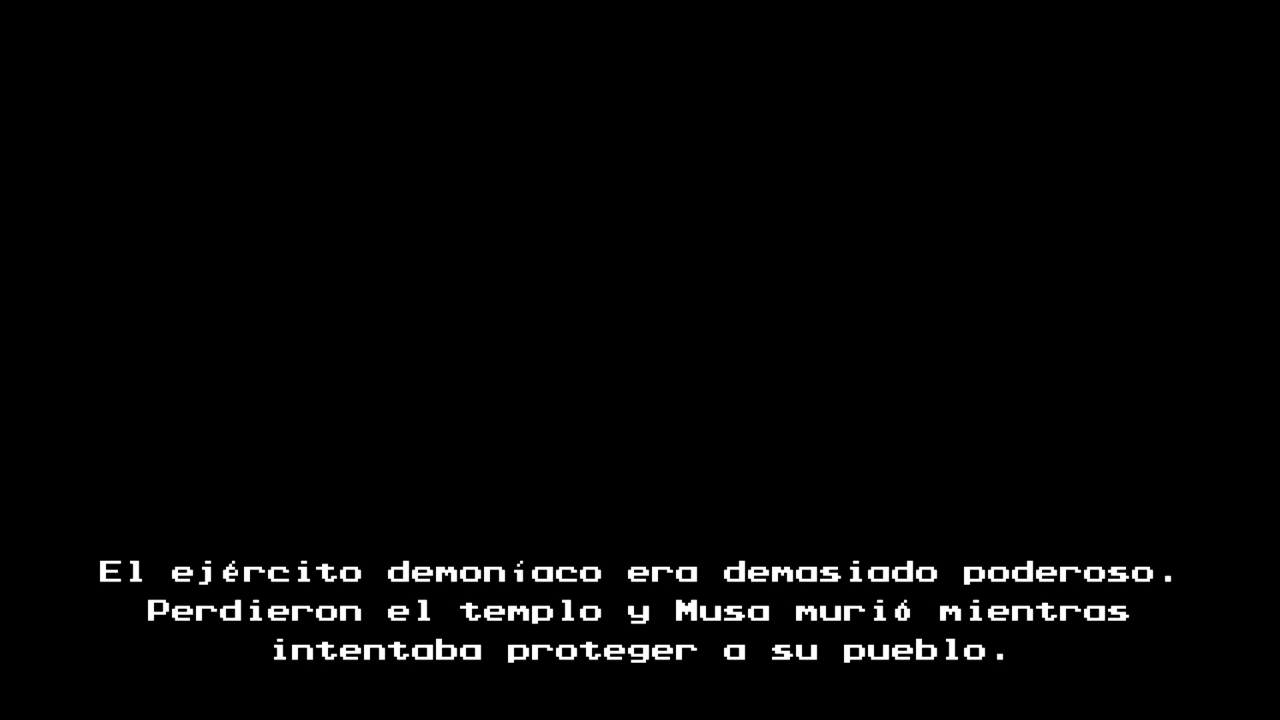 El ejército demoníaco era demasiado poderoso.
Perdieron el templo y Musa murió mientras
intentaba proteger a su pueblo.